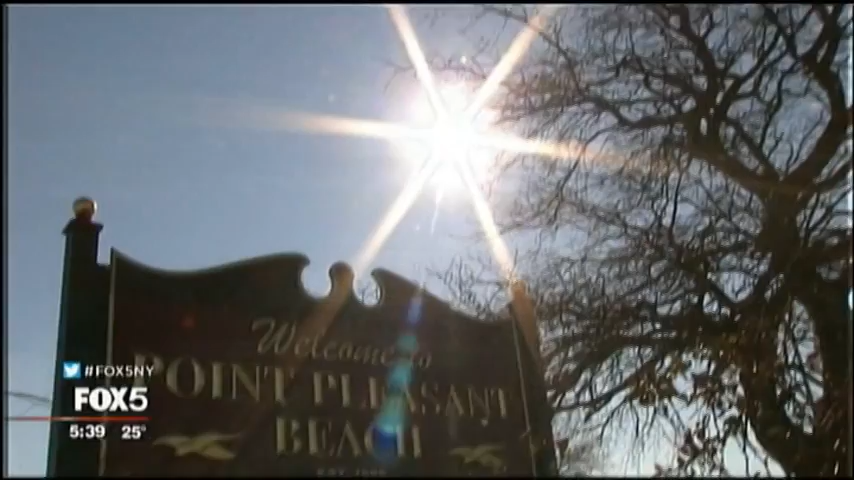 Welcome to
POINT PLEASANT
BEACH
#FOX5NY
FOX5
5:39 25°